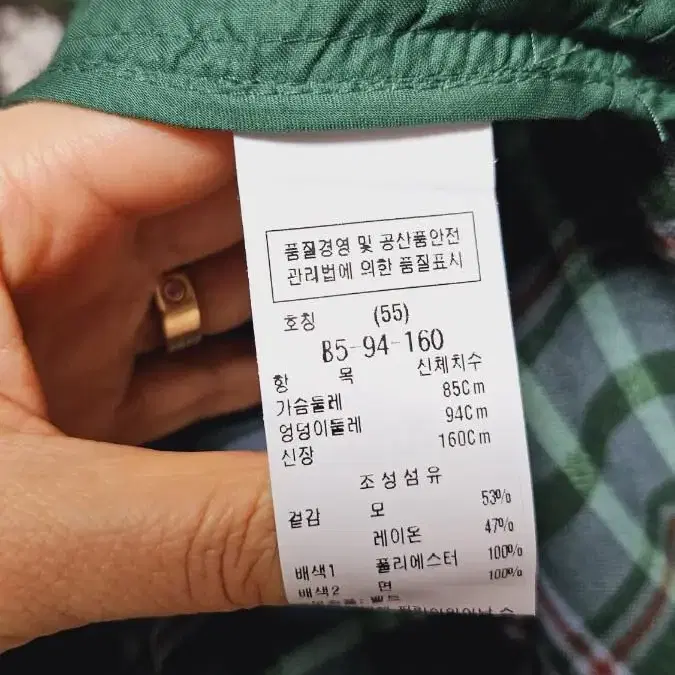 품질경영 및 공산품안전
관리법에 의한 품질표시
호칭 (55)
85-94-160
항 목 신체치수
가슴둘레 85Cm
엉덩이둘레 94Cm
신장 160Cm
조성섬유
겉감 모 53%
레이온 47%
배색1 폴리에스터 100%
배색2 면 100%